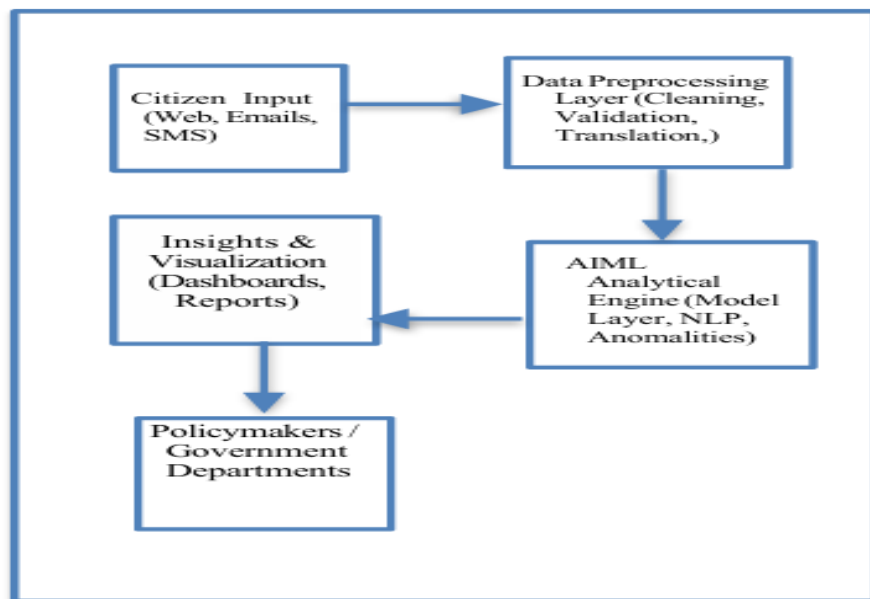 Citizen Input
(Web, Emails,
SMS)
Data Preprocessing
Layer (Cleaning,
Validation,
Translation,)
AIML
Analytical
Engine (Model
Layer, NLP,
Anomalities)
Insights &
Visualization
(Dashboards,
Reports)
Policymakers /
Government
Departments